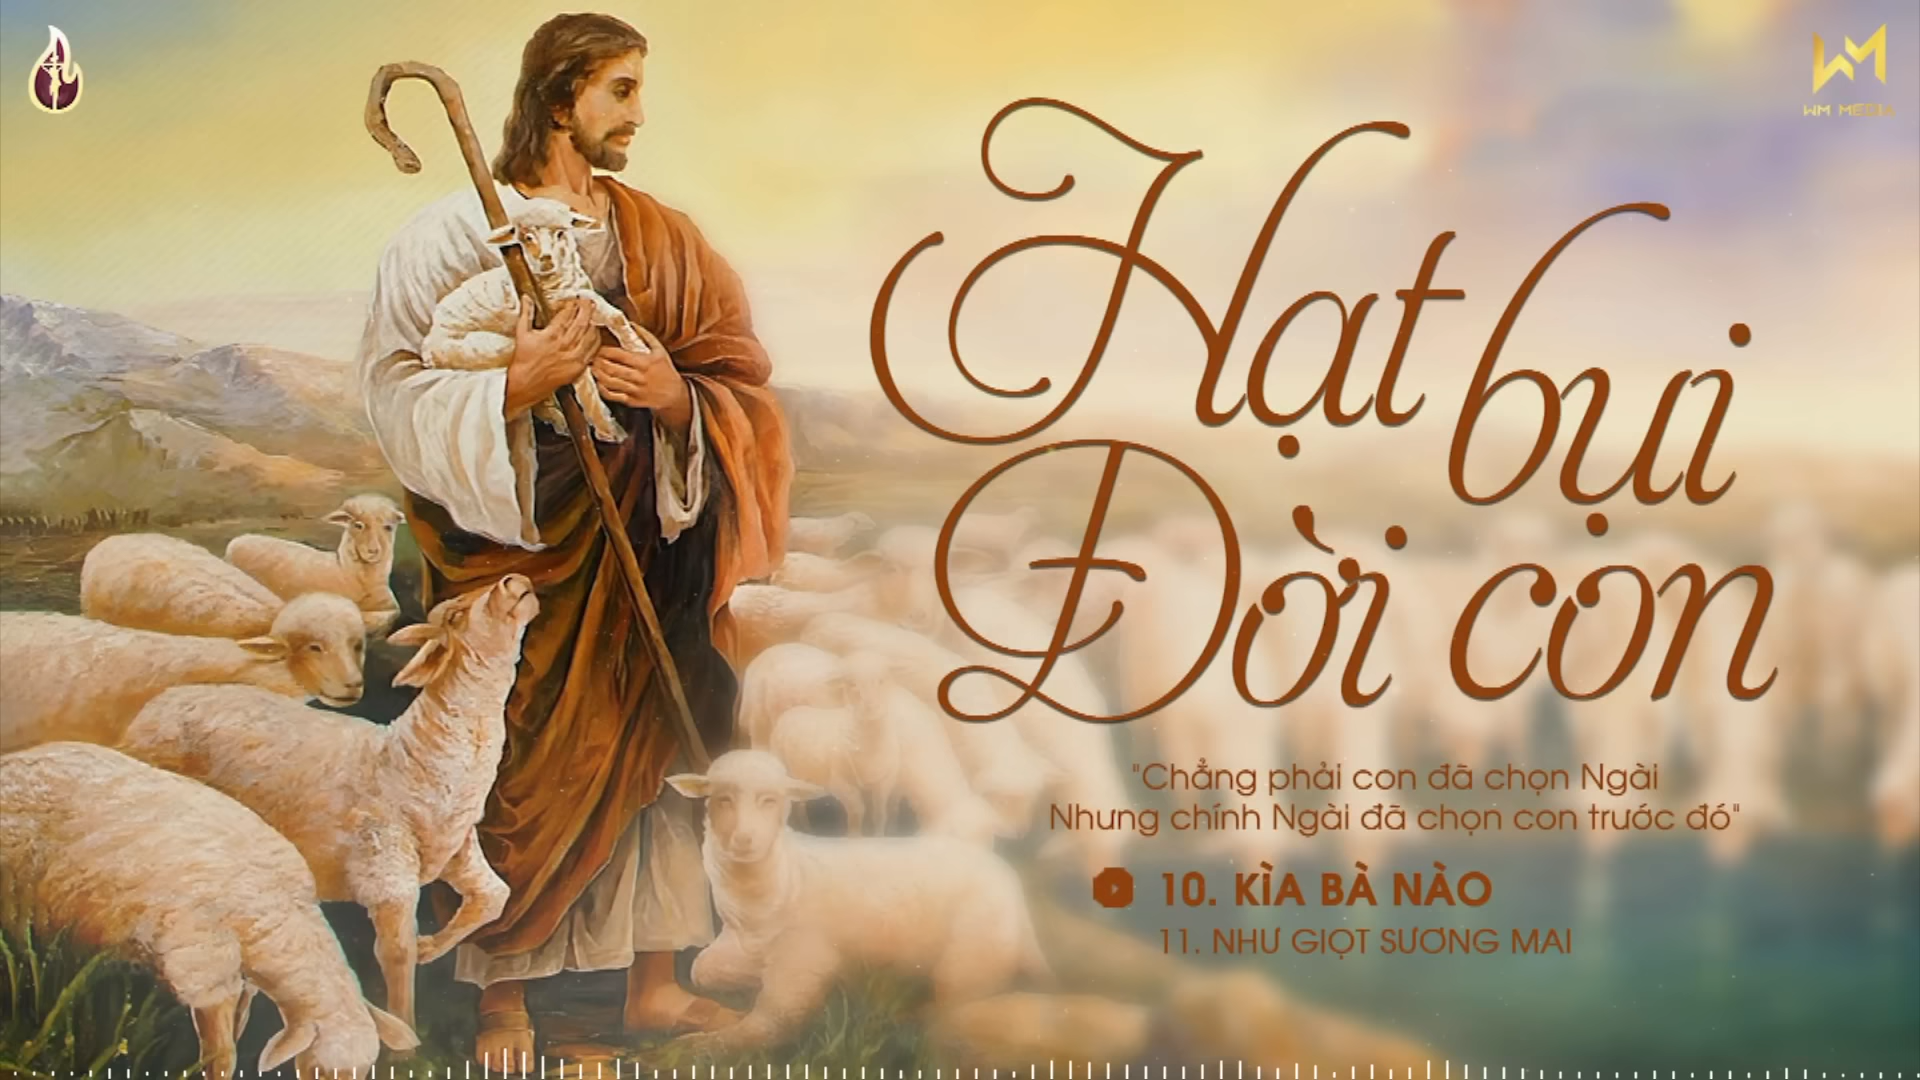 WM MEDIA
Hạt bụi
Đời con
"Chẳng phải con đã chọn Ngài
Nhưng chính Ngài đã chọn con trước đó"
10. KÌA BÀ NÀO
11. NHƯ GIỌT SƯƠNG MAI